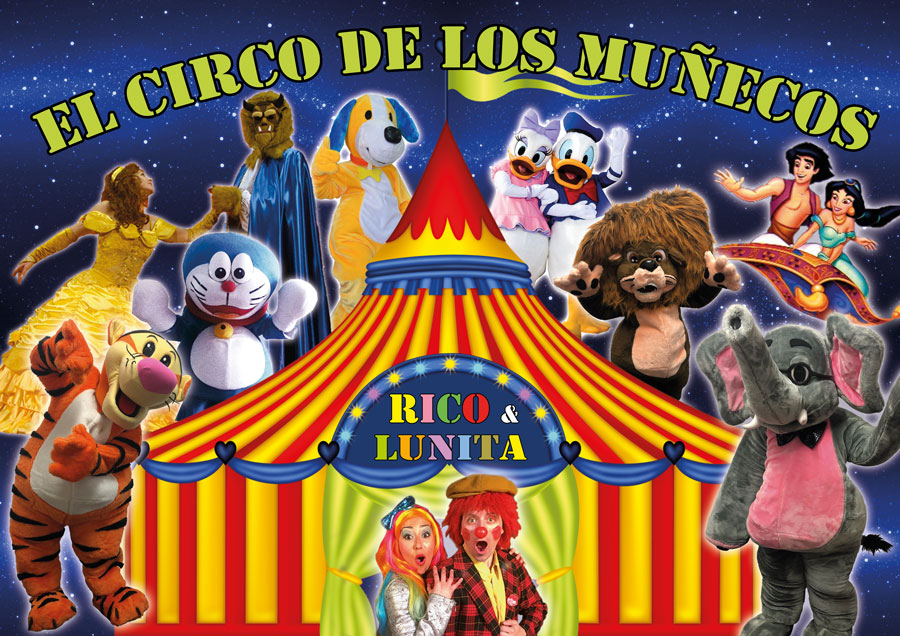 EL CIRCO DE LOS MUÑECOS
RICO &
LUNITA